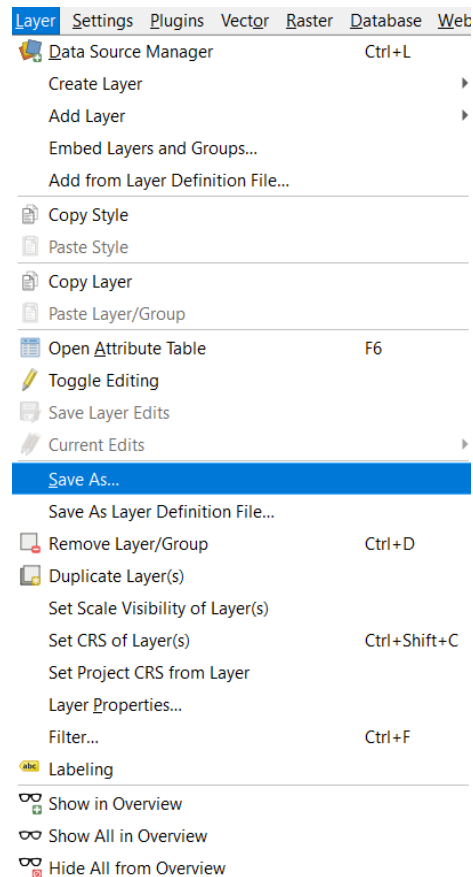 Layer Settings Plugins Vector Raster Database Web
Data Source Manager Ctrl+L
Create Layer
Add Layer
Embed Layers and Groups...
Add from Layer Definition File...
Copy Style
Paste Style
Copy Layer
Paste Layer/Group
Open Attribute Table F6
Toggle Editing
Save Layer Edits
Current Edits
Save As...
Save As Layer Definition File...
Remove Layer/Group Ctrl+D
Duplicate Layer(s)
Set Scale Visibility of Layer(s)
Set CRS of Layer(s) Ctrl+Shift+C
Set Project CRS from Layer
Layer Properties...
Filter... Ctrl+F
abc Labeling
Show in Overview
Show All in Overview
Hide All from Overview